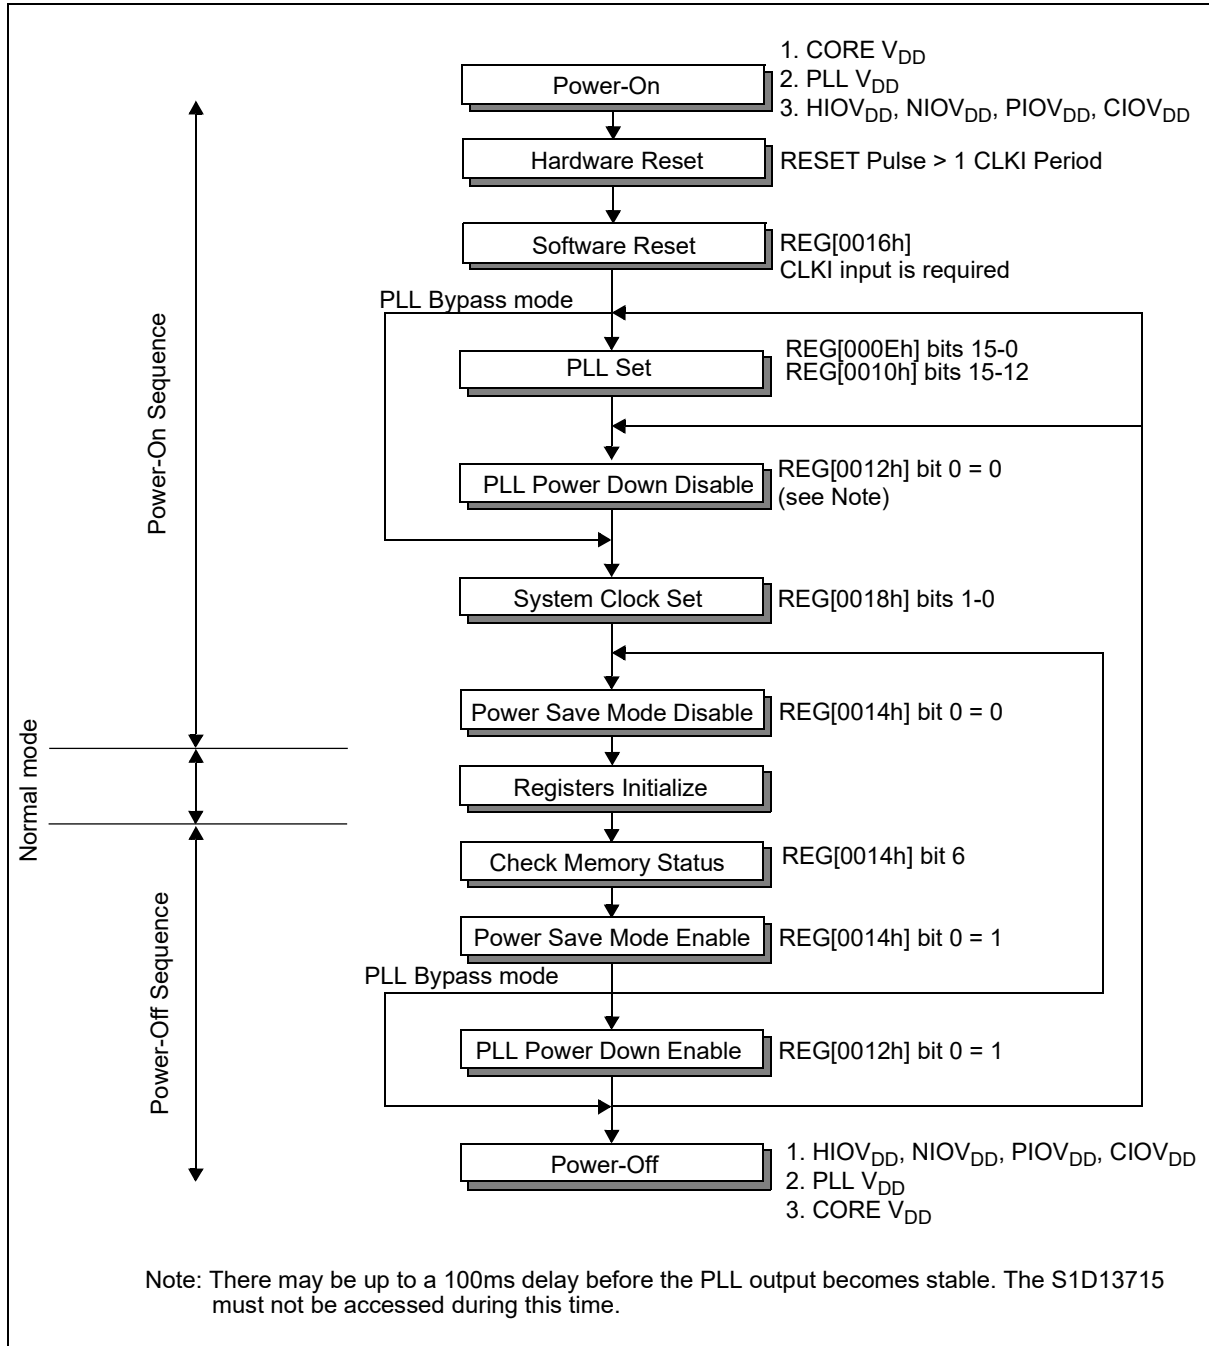 1. CORE VDD
Power-On
2. PLL VDD
3. HIOVDD, NIOVDD, PIOVDD, CIOVDD
Hardware Reset
RESET Pulse > 1 CLKI Period
Software Reset
REG[0016h]
CLKI input is required
PLL Bypass mode
PLL Set
REG[000Eh] bits 15-0
REG[0010h] bits 15-12
Power-On Sequence
PLL Power Down Disable
REG[0012h] bit 0 = 0
(see Note)
System Clock Set
REG[0018h] bits 1-0
Power Save Mode Disable
REG[0014h] bit 0 = 0
Normal mode
Registers Initialize
Check Memory Status
REG[0014h] bit 6
Power Save Mode Enable
REG[0014h] bit 0 = 1
PLL Bypass mode
Power-Off Sequence
PLL Power Down Enable
REG[0012h] bit 0 = 1
Power-Off
1. HIOVDD, NIOVDD, PIOVDD, CIOVDD
2. PLL VDD
3. CORE VDD
Note: There may be up to a 100ms delay before the PLL output becomes stable. The S1D13715
must not be accessed during this time.